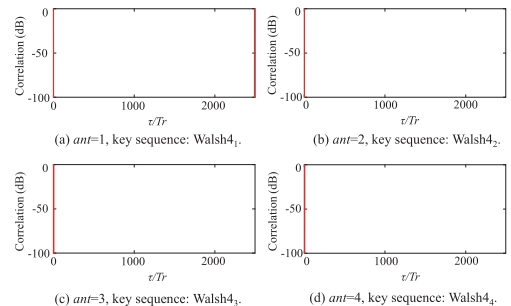 0 0
Correlation (dB) -50 Correlation (dB) -50
-100 -100
0 1000 2000 0 1000 2000
τ/Tr τ/Tr
(a) ant=1, key sequence: Walsh4₁. (b) ant=2, key sequence: Walsh4₂.
0 0
Correlation (dB) -50 Correlation (dB) -50
-100 -100
0 1000 2000 0 1000 2000
τ/Tr τ/Tr
(c) ant=3, key sequence: Walsh4₃. (d) ant=4, key sequence: Walsh4₄.